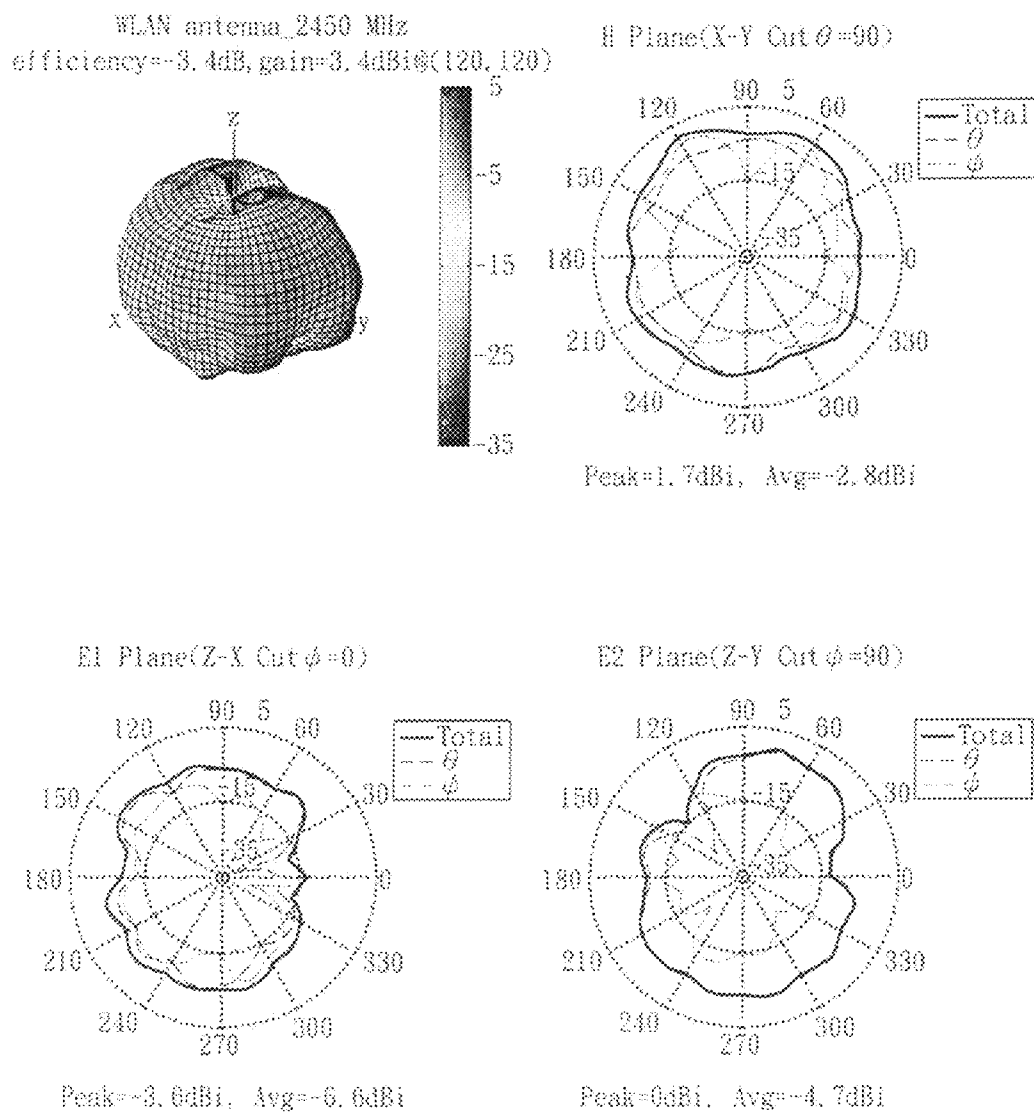 WLAN antenna_2450 MHz
efficiency=-3.4dB, gain=3.4dBi@(120,120)
z
x
y
5
-5
-15
-25
-35
H Plane(X-Y Cut θ=90)
90
5
120
60
150
30
180
0
210
330
240
300
270
-15
-35
Total
θ
ϕ
Peak=1.7dBi, Avg=-2.8dBi
E1 Plane(Z-X Cut ϕ=0)
90
5
120
60
150
30
180
0
210
330
240
300
270
-15
-35
Total
θ
ϕ
Peak=-3.6dBi, Avg=-6.6dBi
E2 Plane(Z-Y Cut ϕ=90)
90
5
120
60
150
30
180
0
210
330
240
300
270
-15
-35
Total
θ
ϕ
Peak=0dBi, Avg=-4.7dBi